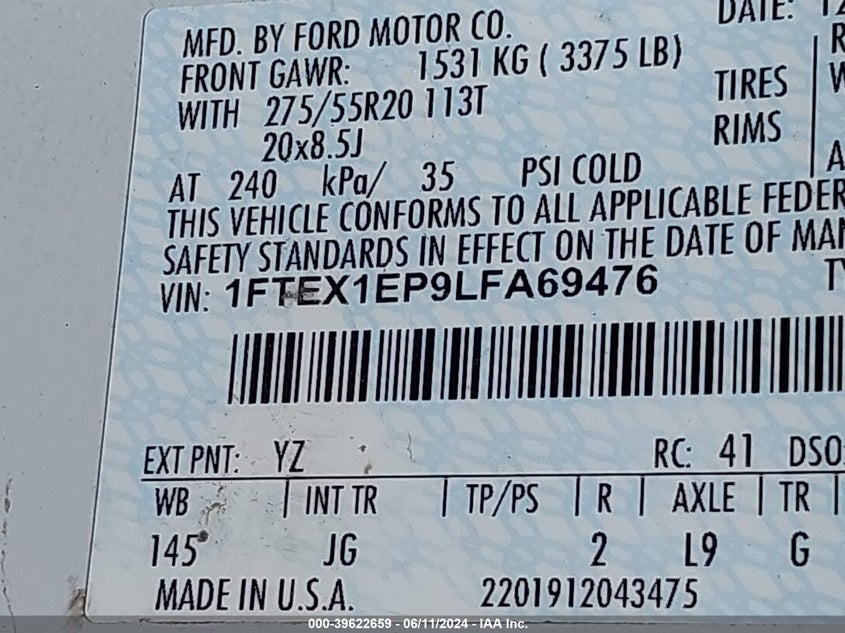 DATE: 12
MFD. BY FORD MOTOR CO.
FRONT GAWR: 1531 KG ( 3375 LB)
WITH 275/55R20 113T TIRES
20x8.5J RIMS
AT 240 kPa/ 35 PSI COLD
THIS VEHICLE CONFORMS TO ALL APPLICABLE FEDER
SAFETY STANDARDS IN EFFECT ON THE DATE OF MAN
VIN: 1FTEX1EP9LFA69476 TY
EXT PNT: YZ RC: 41 DSO:
WB INT TR TP/PS R AXLE TR
145 JG 2 L9 G
MADE IN U.S.A. 2201912043475
000-39622659 - 06/11/2024 - IAA Inc.